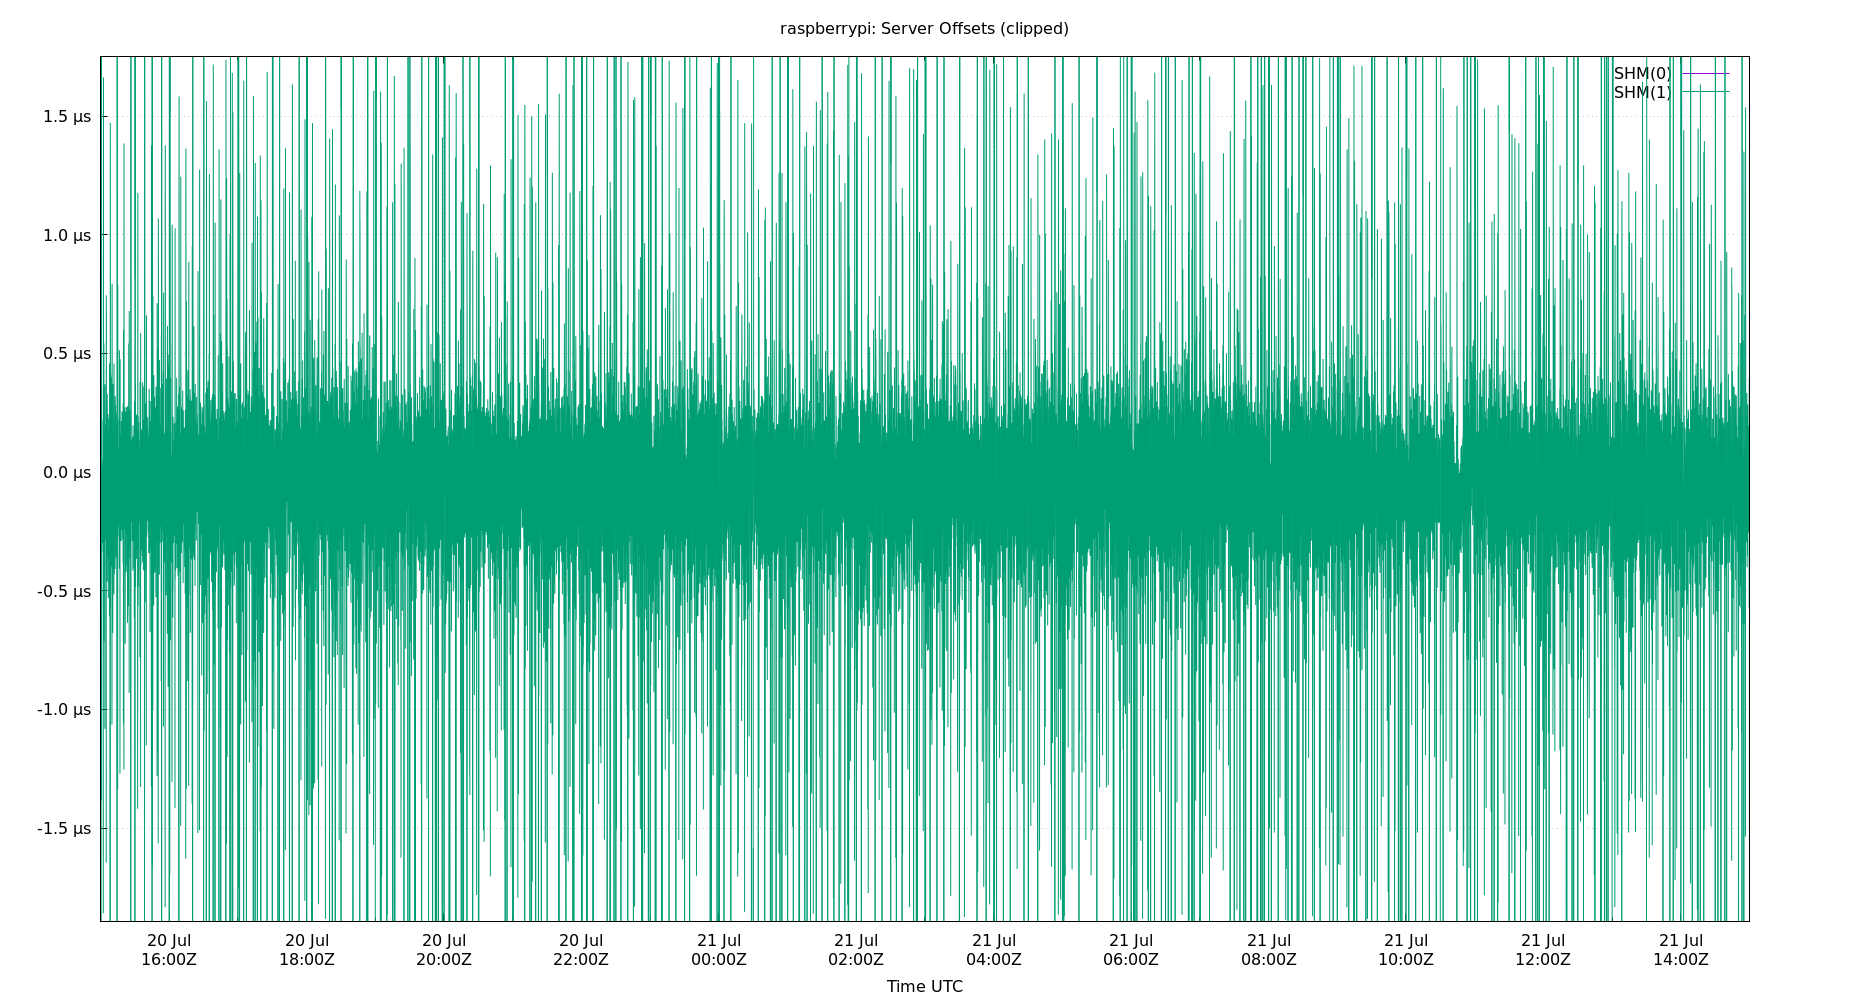 raspberrypi: Server Offsets (clipped)
SHM(0)
SHM(1)
1.5 µs
1.0 µs
0.5 µs
0.0 µs
-0.5 µs
-1.0 µs
-1.5 µs
20 Jul 20 Jul 20 Jul 20 Jul 21 Jul 21 Jul 21 Jul 21 Jul 21 Jul 21 Jul 21 Jul 21 Jul
16:00Z 18:00Z 20:00Z 22:00Z 00:00Z 02:00Z 04:00Z 06:00Z 08:00Z 10:00Z 12:00Z 14:00Z
Time UTC